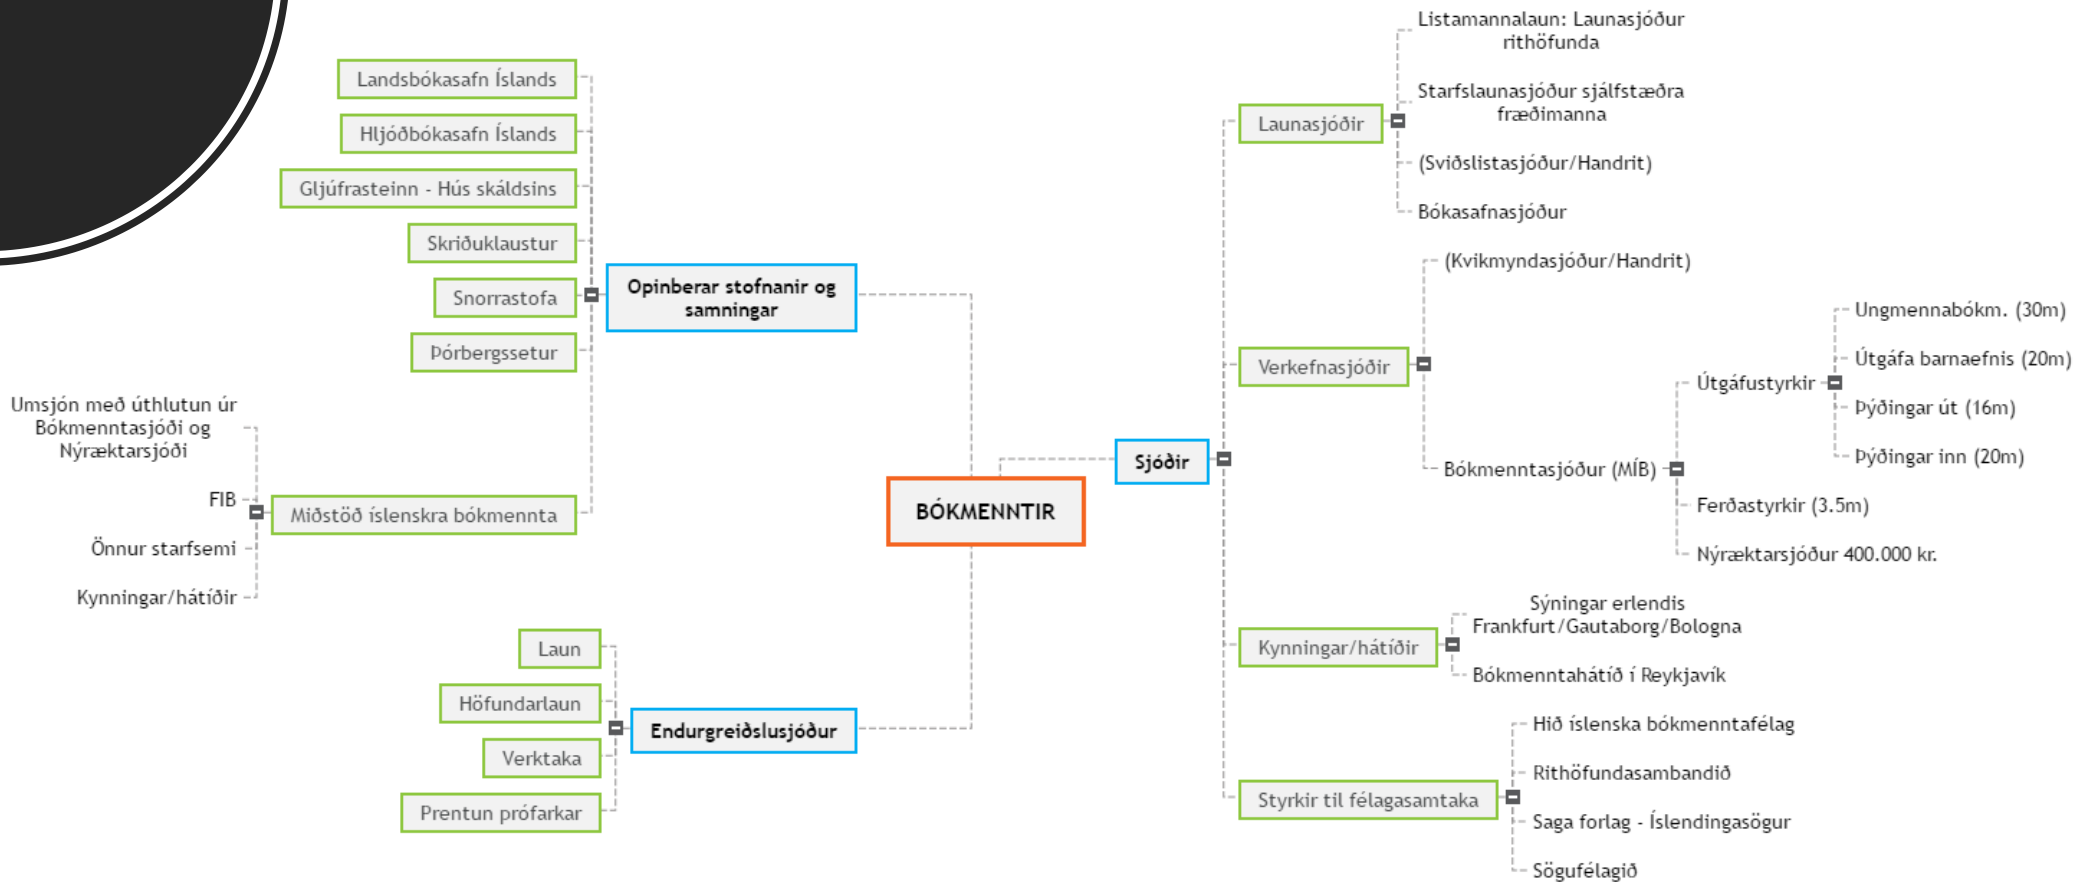 BÓKMENNTIR
Opinberar stofnanir og
samningar
Landsbókasafn Íslands
Hljóðbókasafn Íslands
Gljúfrasteinn - Hús skáldsins
Skriðuklaustur
Snorrastofa
Þórbergssetur
Miðstöð íslenskra bókmennta
Umsjón með úthlutun úr
Bókmenntasjóði og
Nýræktarsjóði
FIB
Önnur starfsemi
Kynningar/hátíðir
Endurgreiðslusjóður
Laun
Höfundarlaun
Verktaka
Prentun prófarkar
Sjóðir
Launasjóðir
Listamannalaun: Launasjóður
rithöfunda
Starfslaunasjóður sjálfstæðra
fræðimanna
(Sviðslistasjóður/Handrit)
Bókasafnasjóður
Verkefnasjóðir
(Kvikmyndasjóður/Handrit)
Bókmenntasjóður (MÍB)
Útgáfustyrkir
Ungmennabókm. (30m)
Útgáfa barnaefnis (20m)
Þýðingar út (16m)
Þýðingar inn (20m)
Ferðastyrkir (3.5m)
Nýræktarsjóður 400.000 kr.
Kynningar/hátíðir
Sýningar erlendis
Frankfurt/Gautaborg/Bologna
Bókmenntahátíð í Reykjavík
Styrkir til félagasamtaka
Hið íslenska bókmenntafélag
Rithöfundasambandið
Saga forlag - Íslendingasögur
Sögufélagið